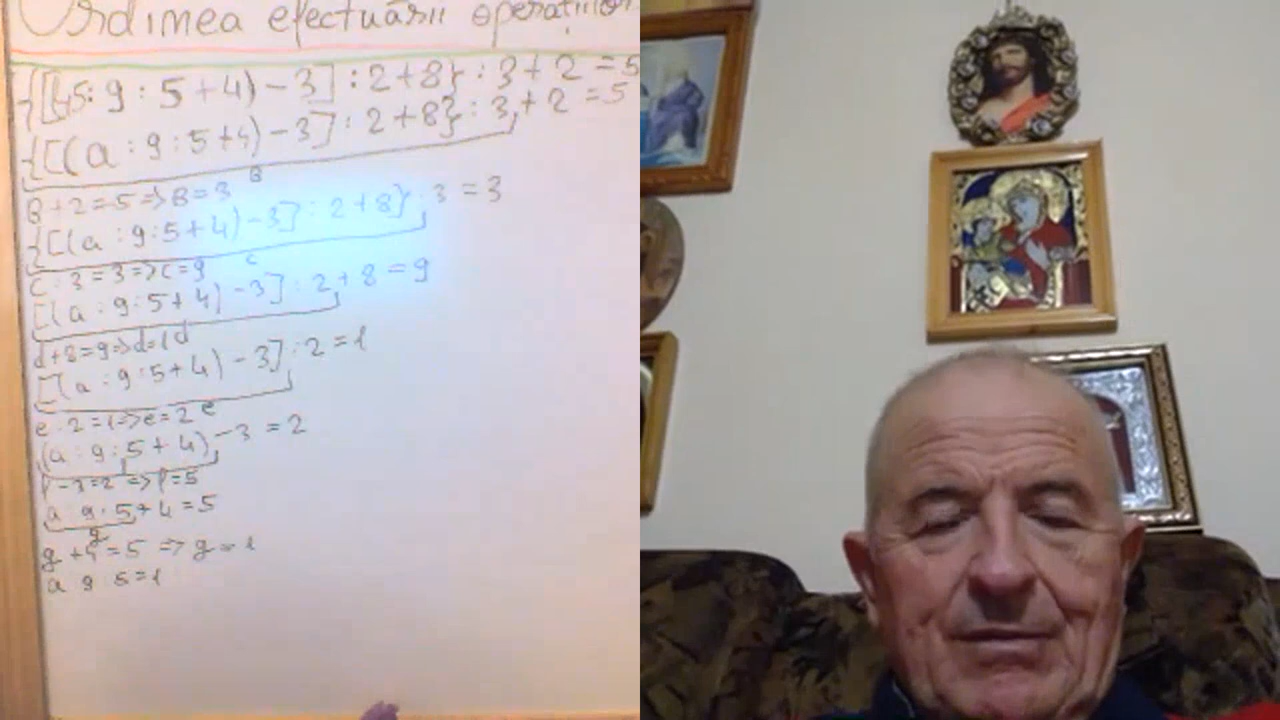 Ordinea efectuării operațiilor
{[(45:9:5+4)-3]:2+8}:3+2=5
{[(a:9:5+4)-3]:2+8}:3+2=5
B
B+2=5=>B=3
{[(a:9:5+4)-3]:2+8}:3=3
c
c:3=3=>c=9
[(a:9:5+4)-3]:2+8=9
d
d+8=9=>d=1
[(a:9:5+4)-3]:2=1
e
e:2=1=>e=2
(a:9:5+4)-3=2
f
f-3=2=>f=5
a:9:5+4=5
g
g+4=5=>g=1
a 9 5=1